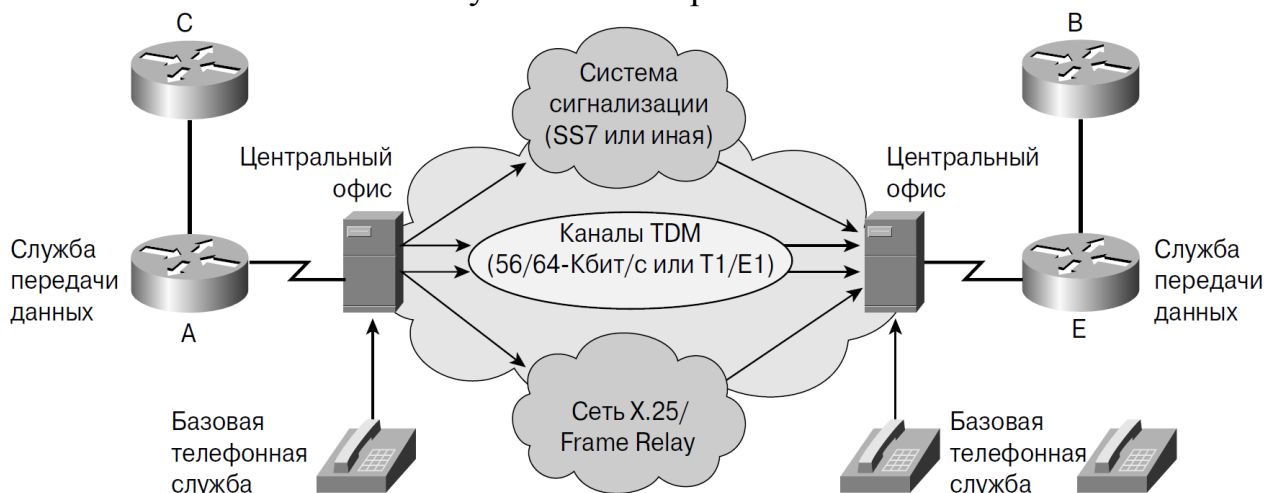 C
B
Система
сигнализации
(SS7 или иная)
Центральный
офис
Центральный
офис
Каналы TDM
(56/64-Кбит/с или T1/E1)
Служба
передачи
данных
A
Служба
передачи
данных
E
Сеть X.25/
Frame Relay
Базовая
телефонная
служба
Базовая
телефонная
служба